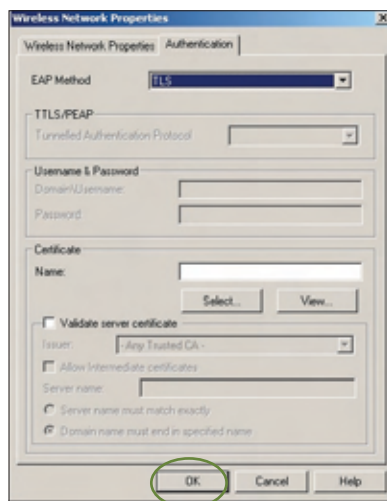 Wireless Network Properties
Wireless Network Properties Authentication
EAP Method TLS
TTLS/PEAP
Tunnelled Authentication Protocol
Username & Password
Domain\Username:
Password:
Certificate
Name:
Select... View...
Validate server certificate
Issuer: - Any Trusted CA -
Allow Intermediate certificates
Server name:
Server name must match exactly
Domain name must end in specified name
OK Cancel Help